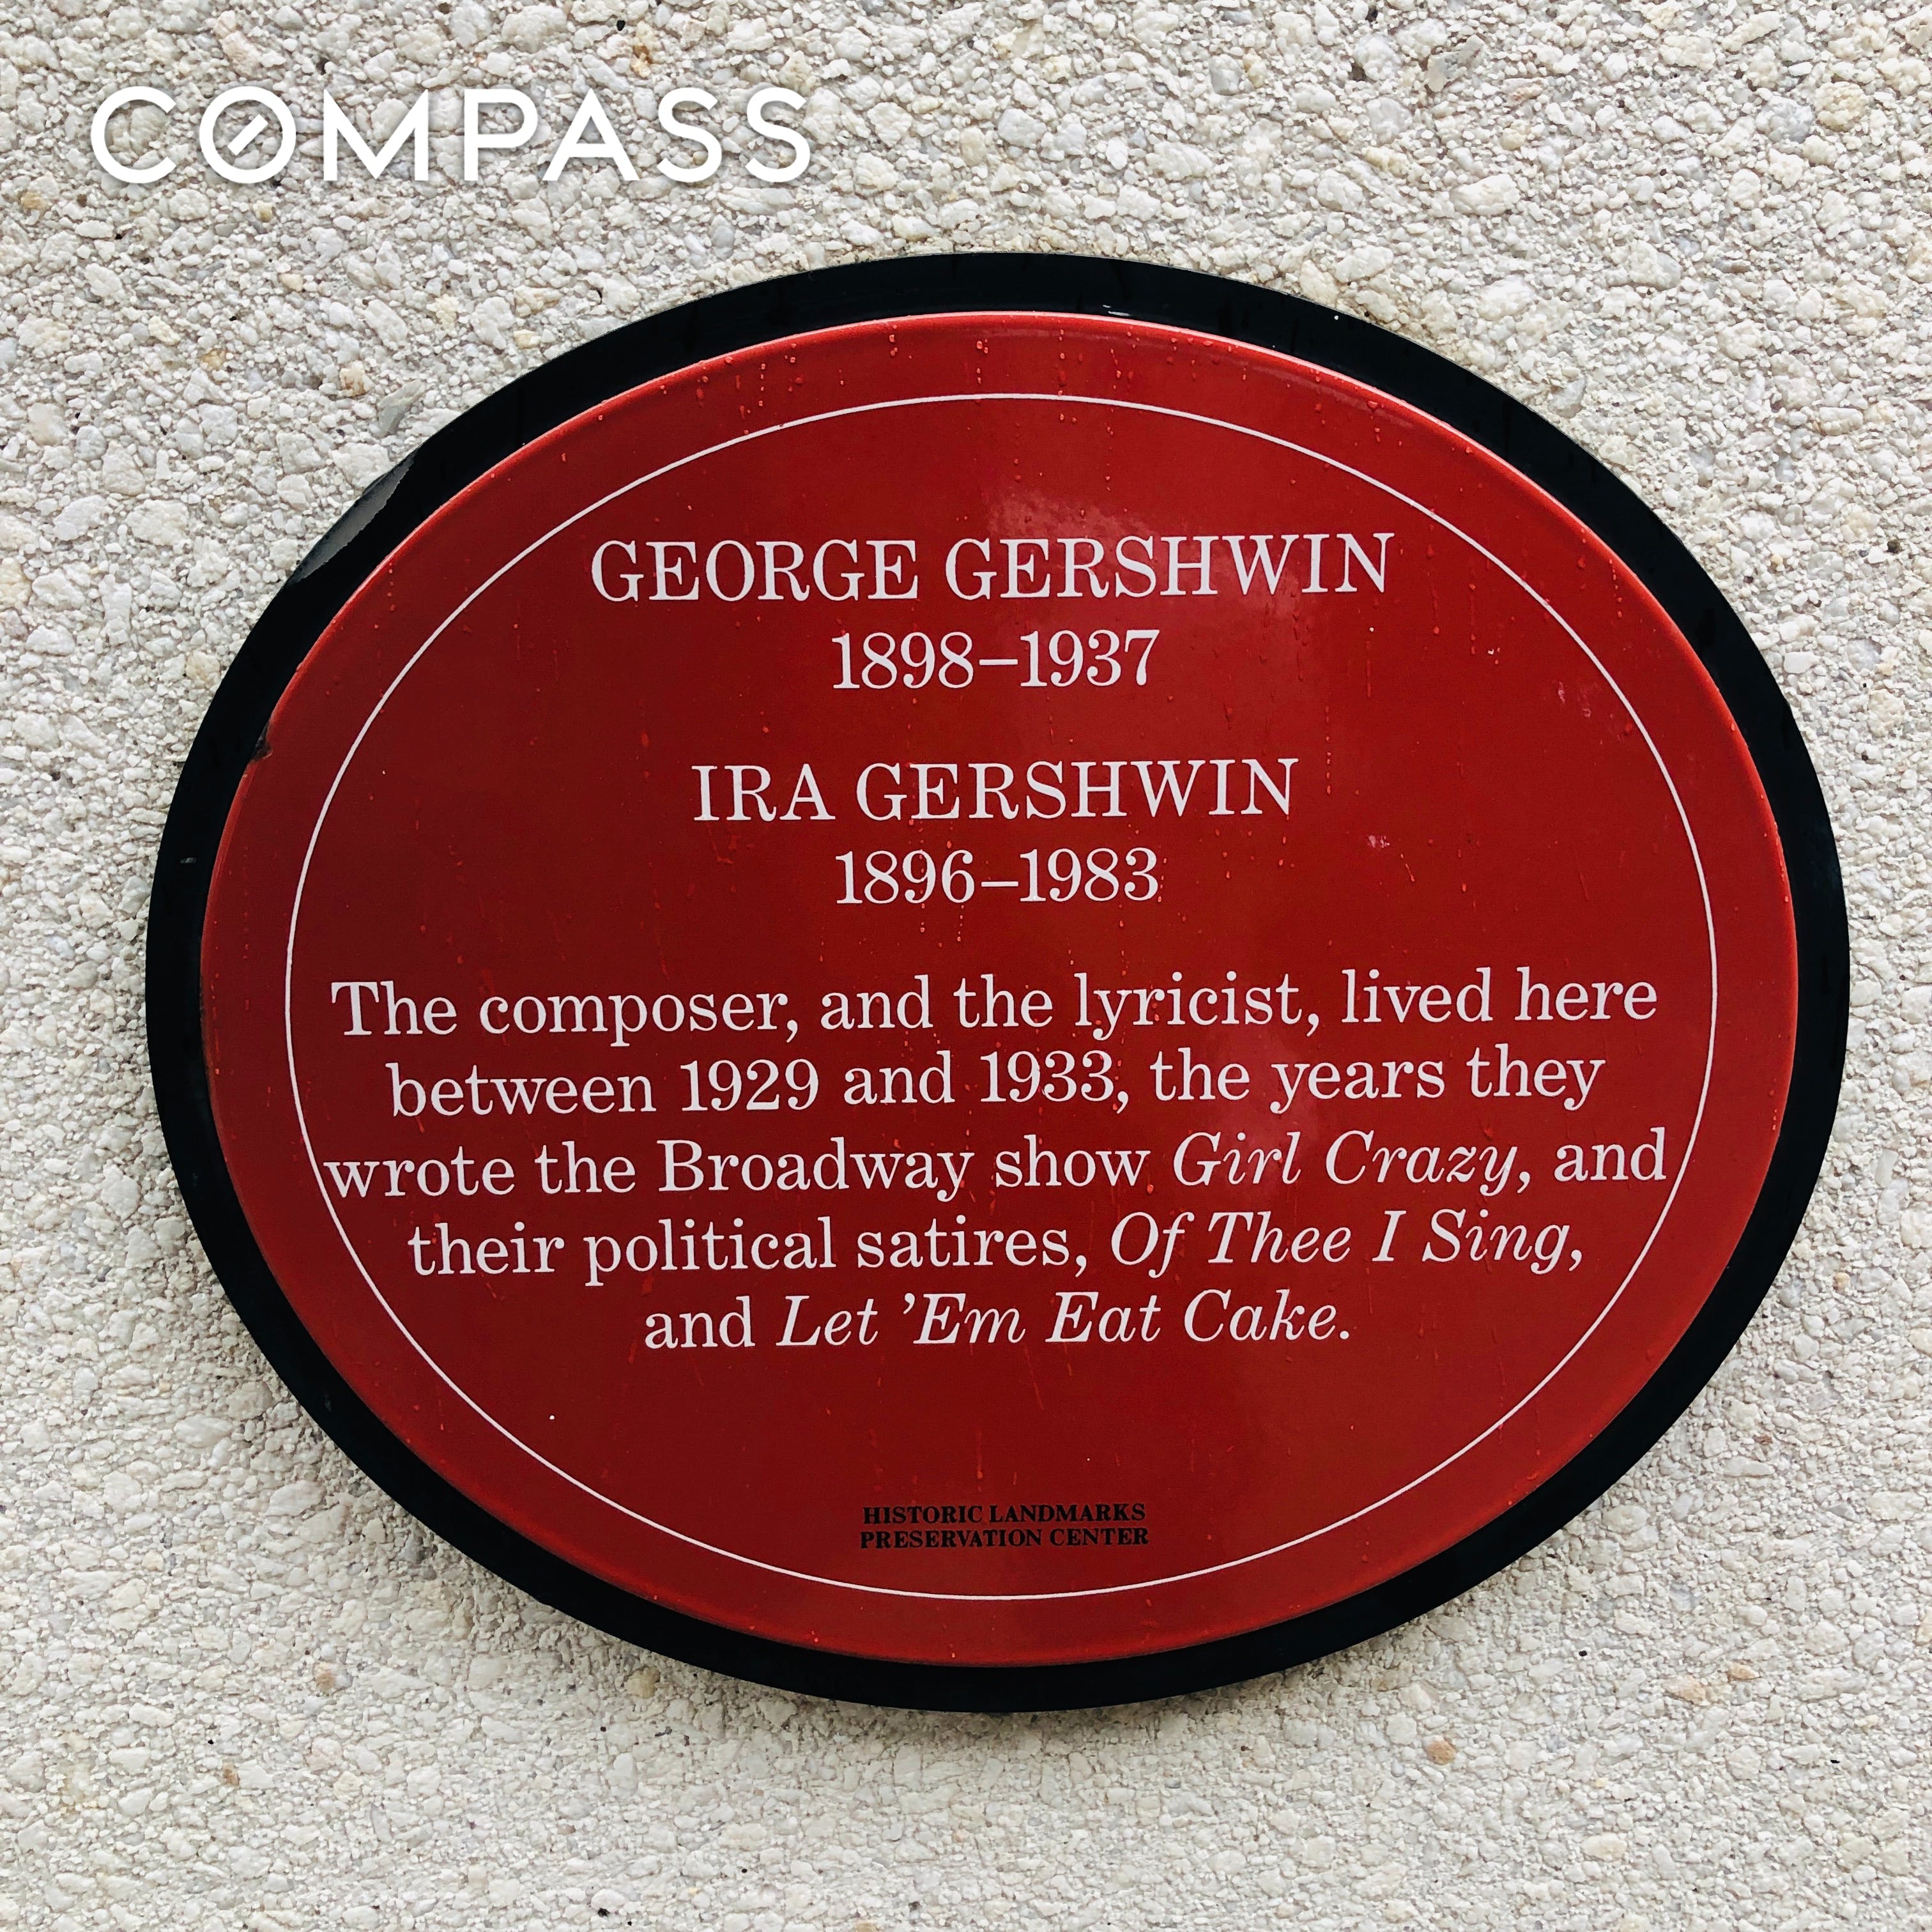 COMPASS
GEORGE GERSHWIN
1898–1937
IRA GERSHWIN
1896–1983
The composer, and the lyricist, lived here
between 1929 and 1933, the years they
wrote the Broadway show Girl Crazy, and
their political satires, Of Thee I Sing,
and Let ’Em Eat Cake.
HISTORIC LANDMARKS
PRESERVATION CENTER